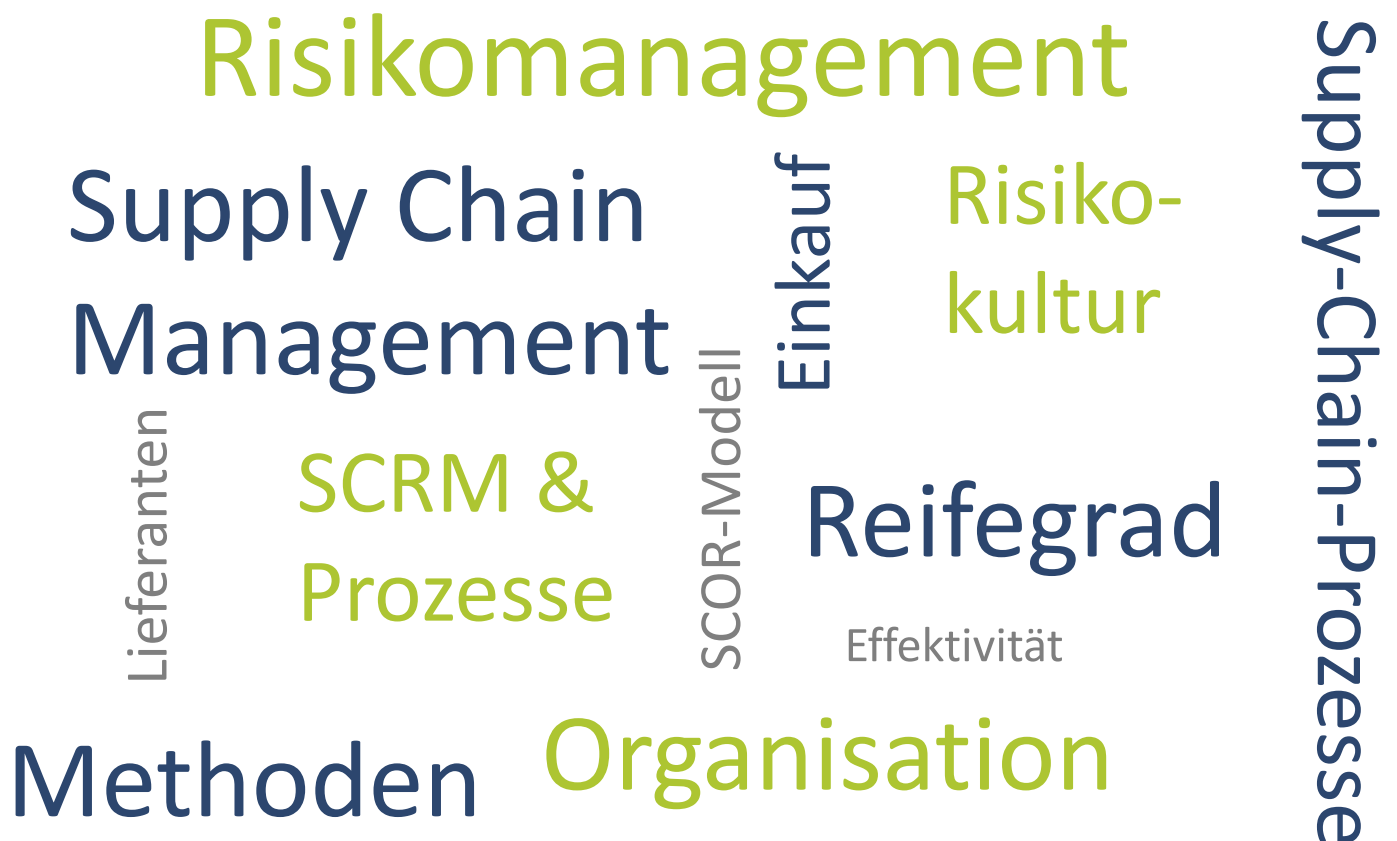 Risikomanagement
Supply Chain
Management
Einkauf
Risiko-
kultur
Supply-Chain-Prozesse
Lieferanten
SCRM &
Prozesse
SCOR-Modell
Reifegrad
Effektivität
Methoden
Organisation